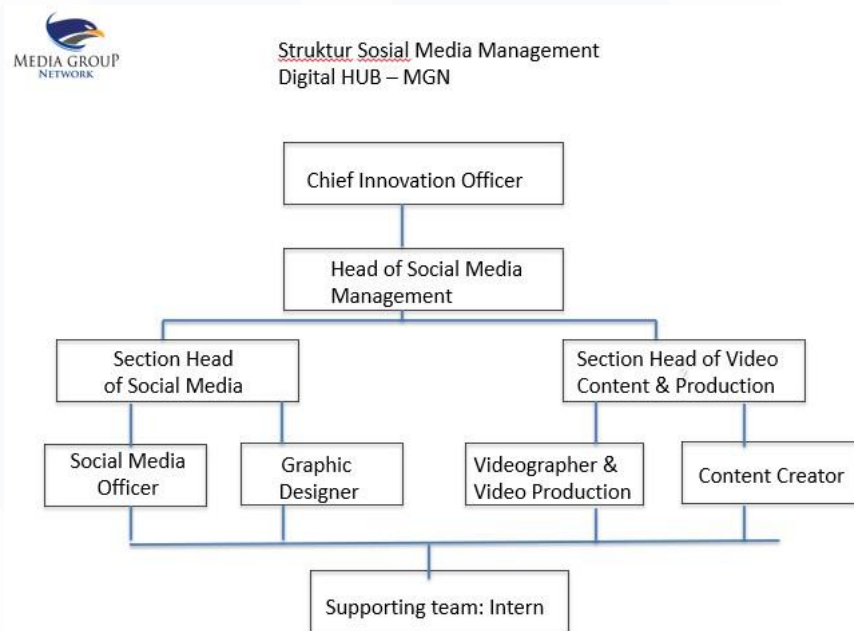 MEDIA GROUP
NETWORK
Struktur Sosial Media Management
Digital HUB – MGN
Chief Innovation Officer
Head of Social Media
Management
Section Head
of Social Media
Section Head of Video
Content & Production
Social Media
Officer
Graphic
Designer
Videographer &
Video Production
Content Creator
Supporting team: Intern